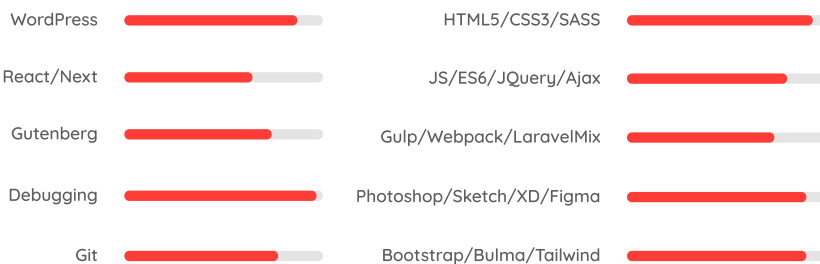 WordPress
React/Next
Gutenberg
Debugging
Git
HTML5/CSS3/SASS
JS/ES6/JQuery/Ajax
Gulp/Webpack/LaravelMix
Photoshop/Sketch/XD/Figma
Bootstrap/Bulma/Tailwind